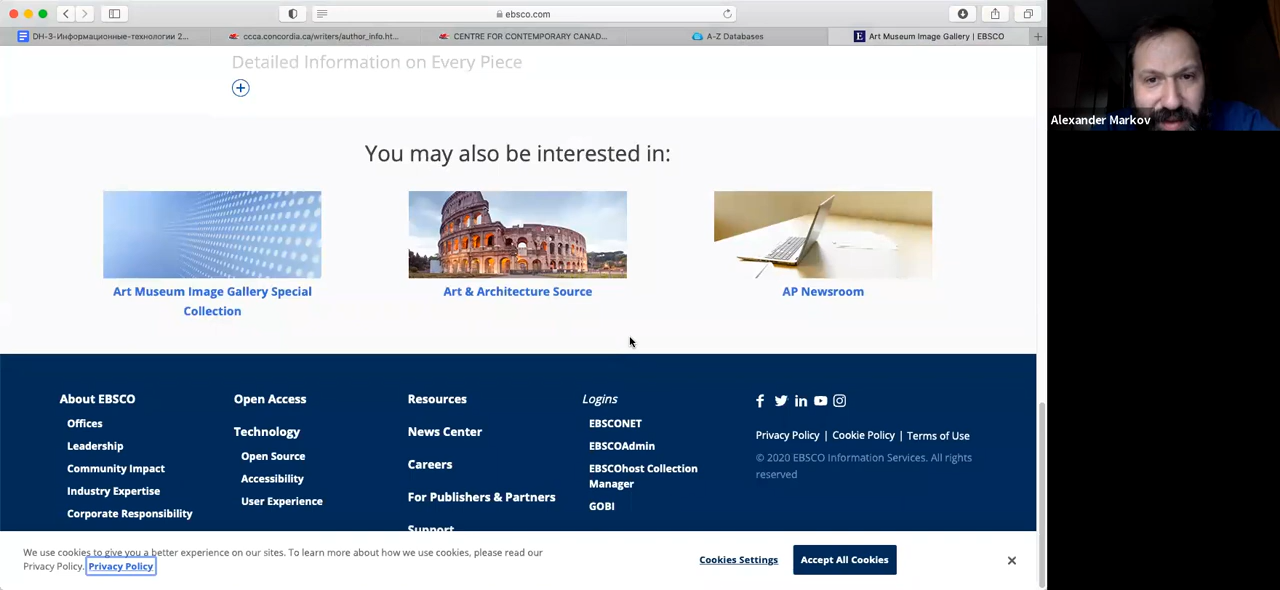 ebsco.com
DH-3-Информационные-технологии 2...
ccca.concordia.ca/writers/author_info.ht...
CENTRE FOR CONTEMPORARY CANAD...
A-Z Databases
Art Museum Image Gallery | EBSCO
Detailed Information on Every Piece
Alexander Markov
You may also be interested in:
Art Museum Image Gallery Special
Collection
Art & Architecture Source
AP Newsroom
About EBSCO
Offices
Leadership
Community Impact
Industry Expertise
Corporate Responsibility
Open Access
Technology
Open Source
Accessibility
User Experience
Resources
News Center
Careers
For Publishers & Partners
Support
Logins
EBSCONET
EBSCOAdmin
EBSCOhost Collection
Manager
GOBI
Privacy Policy | Cookie Policy | Terms of Use
© 2020 EBSCO Information Services. All rights
reserved
We use cookies to give you a better experience on our sites. To learn more about how we use cookies, please read our
Privacy Policy. Privacy Policy
Cookies Settings
Accept All Cookies